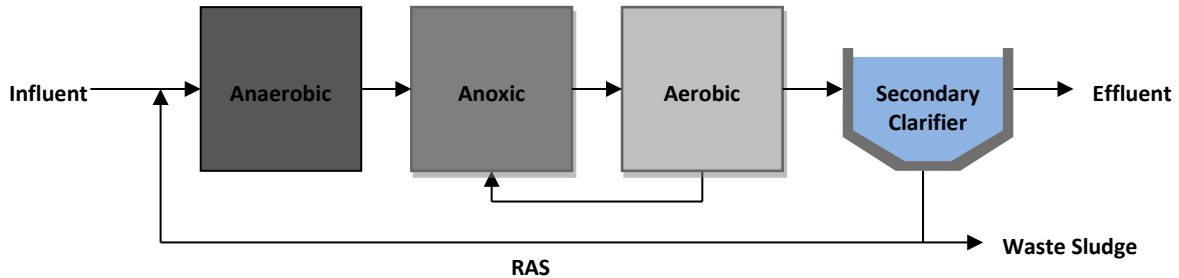 Influent
Anaerobic
Anoxic
Aerobic
Secondary
Clarifier
Effluent
Waste Sludge
RAS